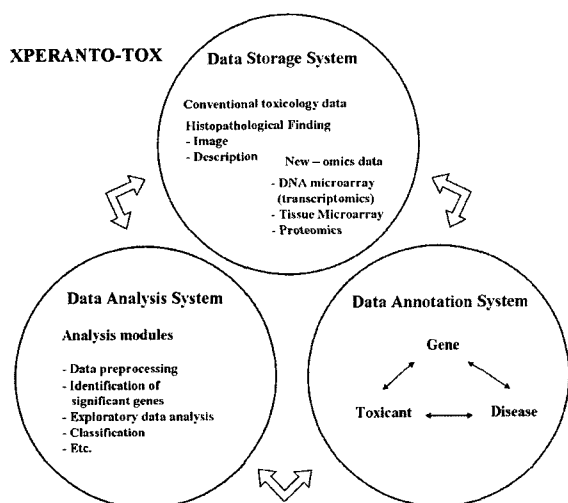 XPERANTO-TOX
Data Storage System
Conventional toxicology data
Histopathological Finding
- Image
- Description
New – omics data
- DNA microarray
(transcriptomics)
- Tissue Microarray
- Proteomics
Data Analysis System
Analysis modules
- Data preprocessing
- Identification of
significant genes
- Exploratory data analysis
- Classification
- Etc.
Data Annotation System
Gene
Toxicant
Disease